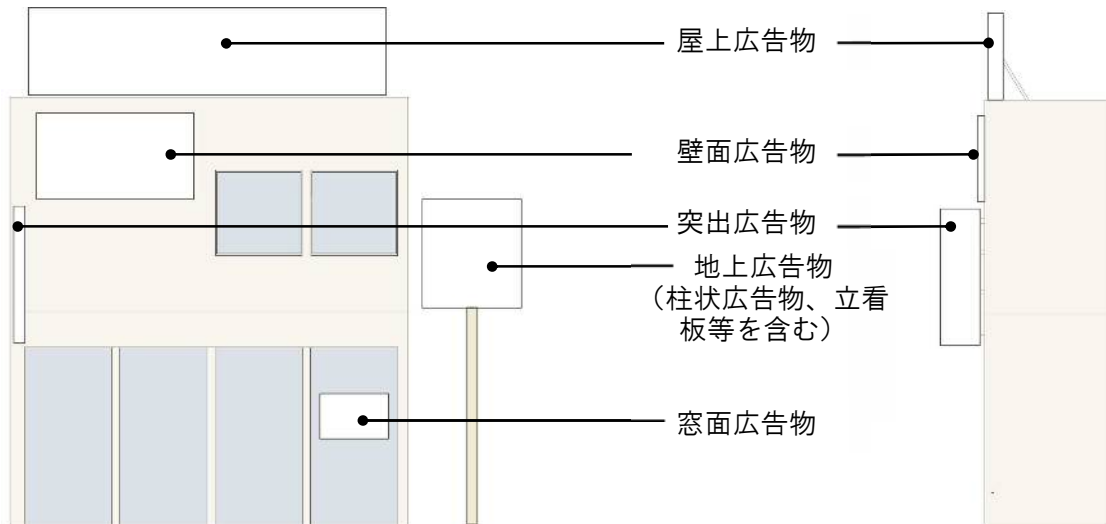 屋上広告物
壁面広告物
突出広告物
地上広告物
（柱状広告物、立看
板等を含む）
窓面広告物